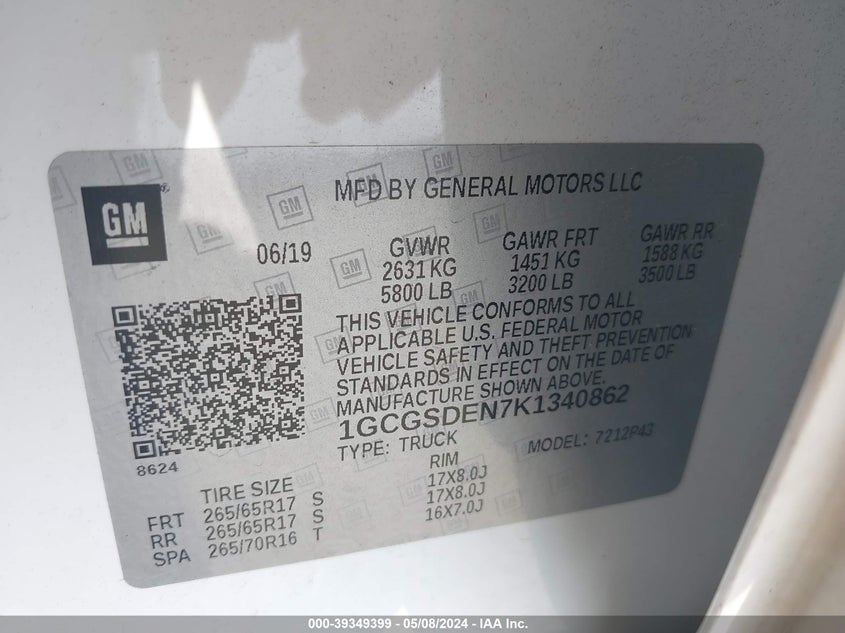 GM
MFD BY GENERAL MOTORS LLC
06/19
GVWR GAWR FRT GAWR RR
2631 KG 1451 KG 1588 KG
5800 LB 3200 LB 3500 LB
THIS VEHICLE CONFORMS TO ALL
APPLICABLE U.S. FEDERAL MOTOR
VEHICLE SAFETY AND THEFT PREVENTION
STANDARDS IN EFFECT ON THE DATE OF
MANUFACTURE SHOWN ABOVE.
1GCGSDEN7K1340862
TYPE: TRUCK MODEL: 7212P43
8624
TIRE SIZE RIM
FRT 265/65R17 S 17X8.0J
RR 265/65R17 S 17X8.0J
SPA 265/70R16 T 16X7.0J
000-39349399 - 05/08/2024 - IAA Inc.